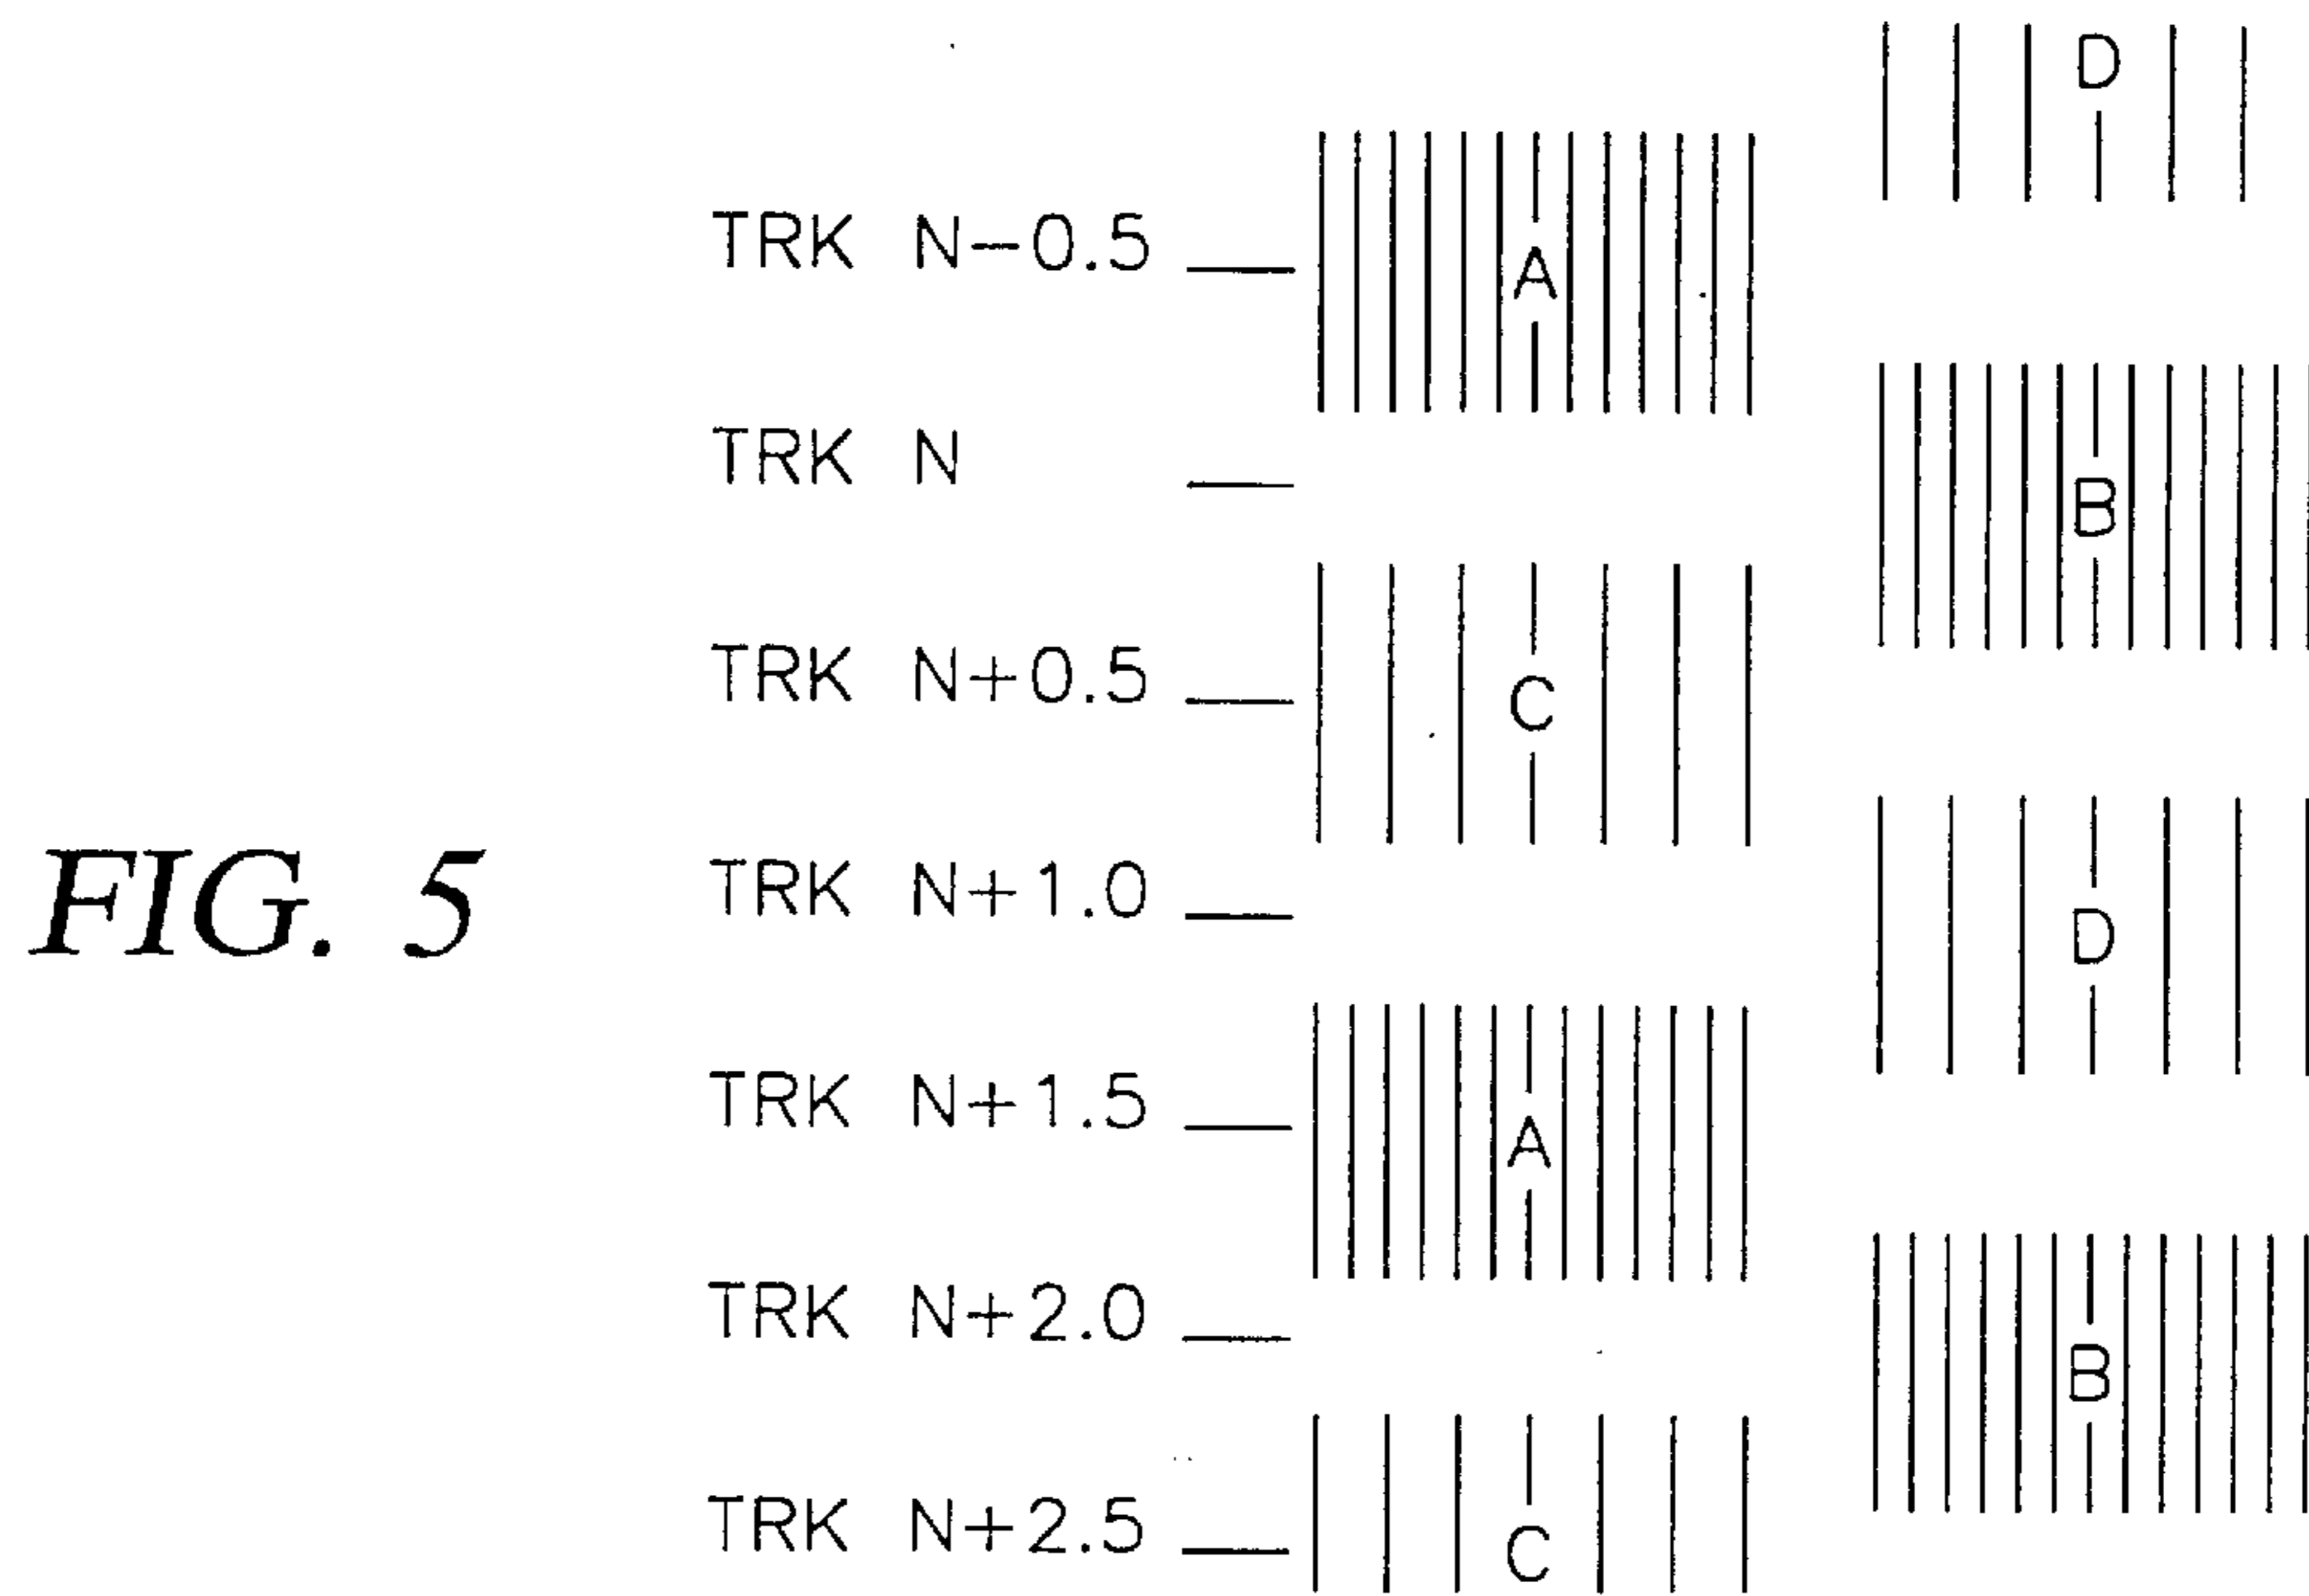 D
TRK N−0.5
A
TRK N
B
TRK N+0.5
C
FIG. 5
TRK N+1.0
D
TRK N+1.5
A
TRK N+2.0
B
TRK N+2.5
C